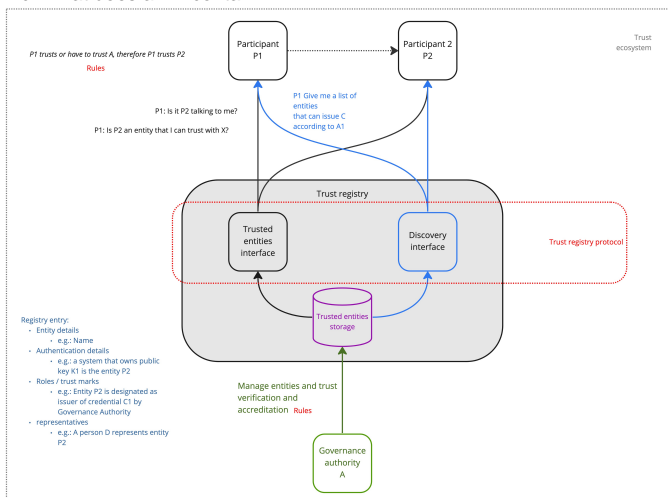 Trust
ecosystem
Participant
P1
Participant 2
P2
P1 trusts or have to trust A, therefore P1 trusts P2
Rules
P1: Is it P2 talking to me?
P1: Is P2 an entity that I can trust with X?
P1 Give me a list of
entities
that can issue C
according to A1
Trust registry
Trusted
entities
interface
Discovery
interface
Trust registry protocol
Trusted entities
storage
Registry entry:
- Entity details
- e.g.: Name
- Authentication details
- e.g.: a system that owns public
key K1 is the entity P2
- Roles / trust marks
- e.g.: Entity P2 is designated as
issuer of credential C1 by
Governance Authority
- representatives
- e.g.: A person D represents entity
P2
Manage entities and trust
verification and
accreditation Rules
Governance
authority
A